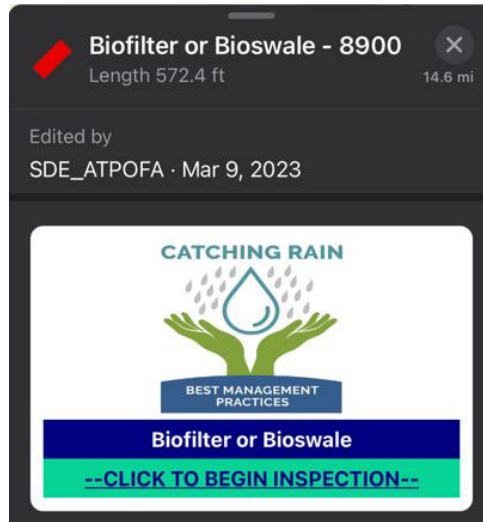 Biofilter or Bioswale - 8900
Length 572.4 ft
14.6 mi
Edited by
SDE_ATPOFA · Mar 9, 2023
CATCHING RAIN
BEST MANAGEMENT
PRACTICES
Biofilter or Bioswale
--CLICK TO BEGIN INSPECTION--